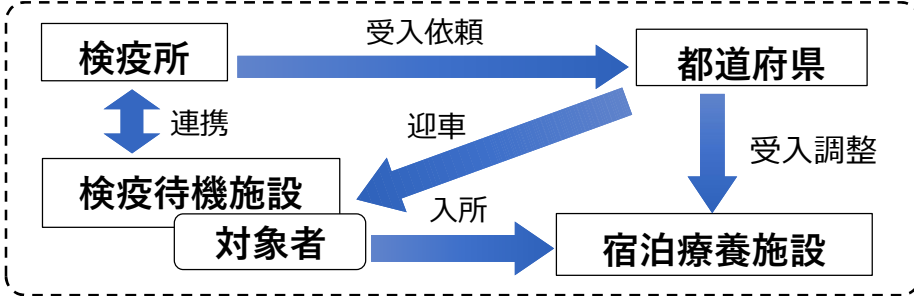 受入依頼
検疫所
都道府県
連携
迎車
受入調整
検疫待機施設
入所
対象者
宿泊療養施設